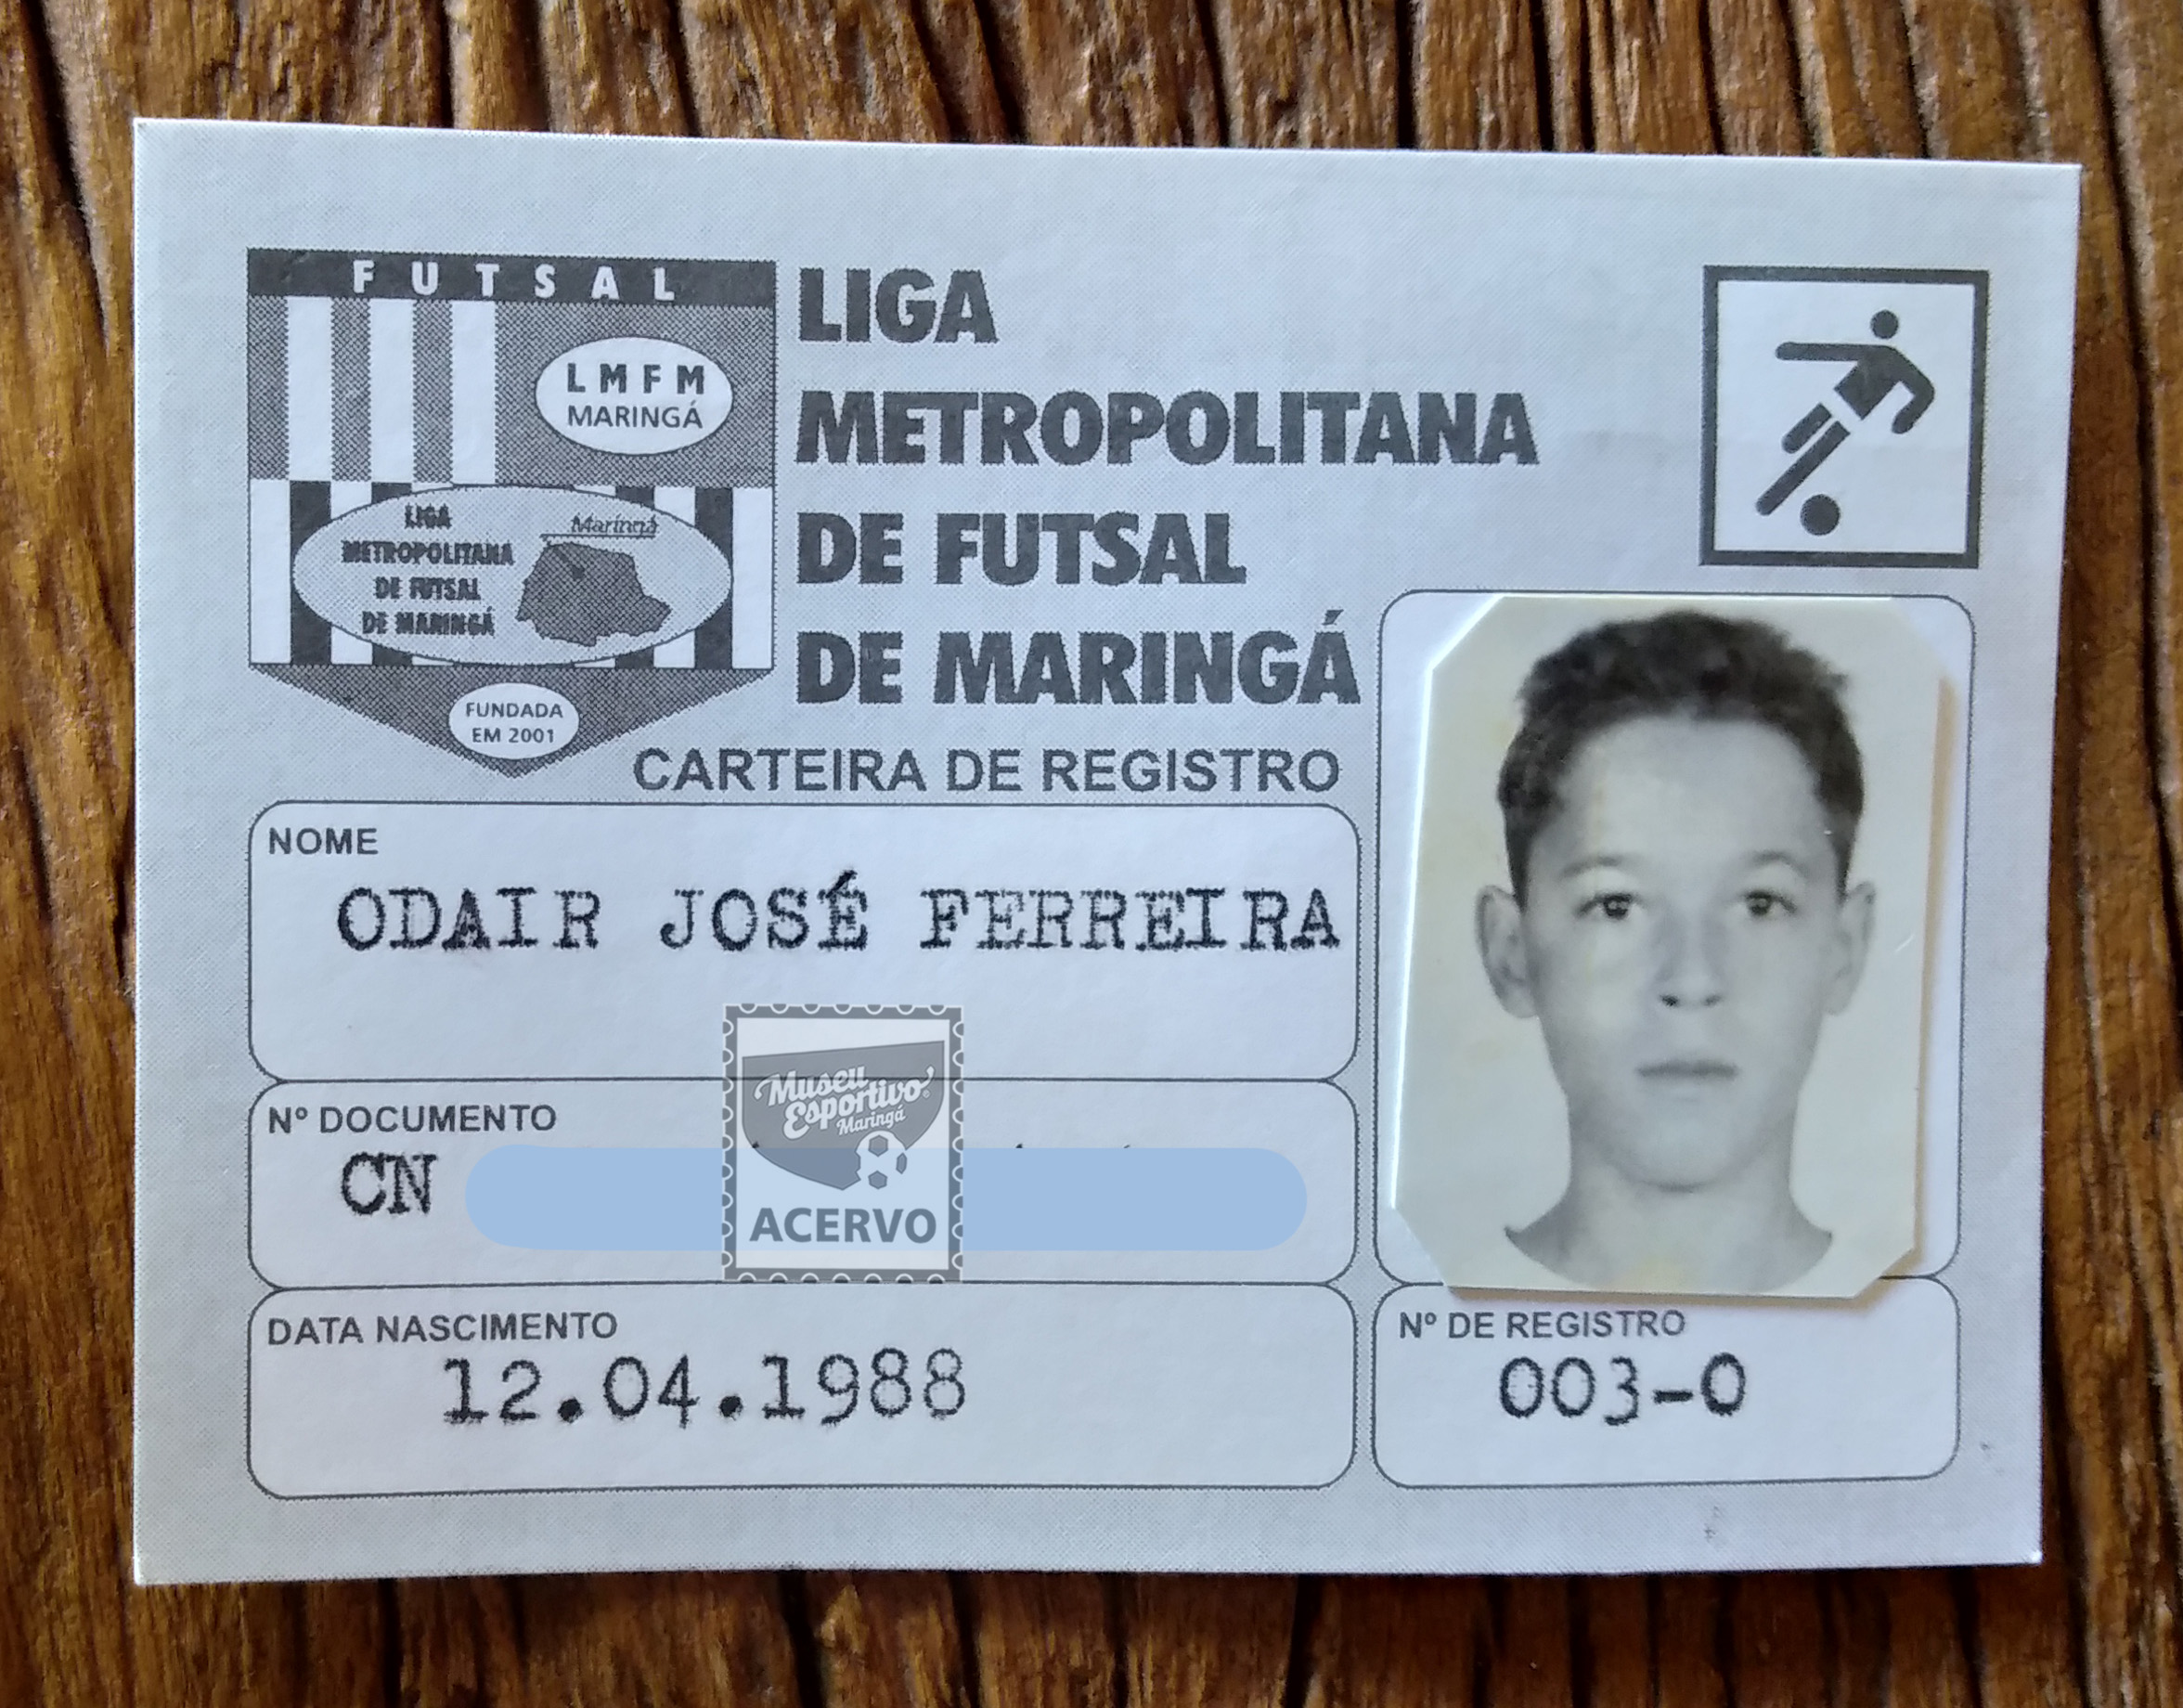 FUTSAL
LMFM
MARINGÁ
LIGA
METROPOLITANA
DE FUTSAL
DE MARINGÁ
Maringá
FUNDADA
EM 2001
LIGA
METROPOLITANA
DE FUTSAL
DE MARINGÁ
CARTEIRA DE REGISTRO
NOME
ODAIR JOSÉ FERREIRA
Nº DOCUMENTO
CN
Museu
Esportivo
Maringá
ACERVO
DATA NASCIMENTO
12.04.1988
Nº DE REGISTRO
003-0